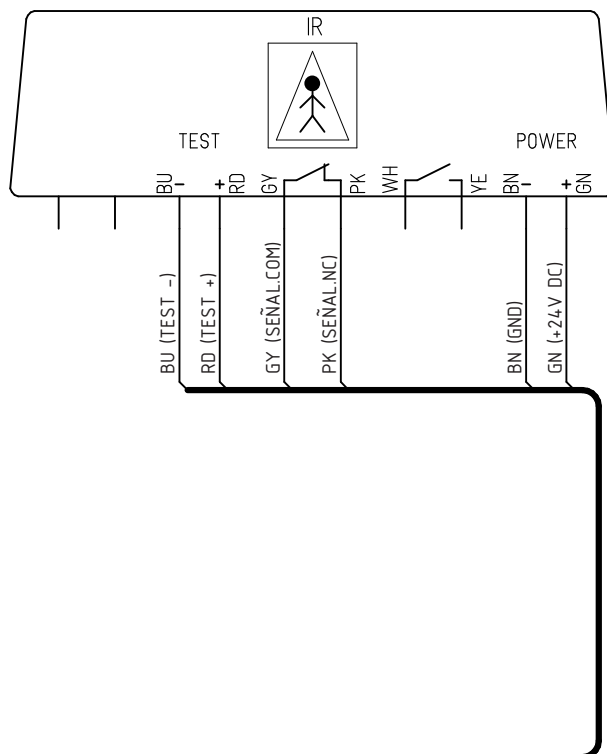 IR
TEST
POWER
BU
-
+
RD
GY
PK
WH
YE
BN
-
+
GN
BU (TEST -)
RD (TEST +)
GY (SEÑAL.COM)
PK (SEÑAL.NC)
BN (GND)
GN (+24V DC)